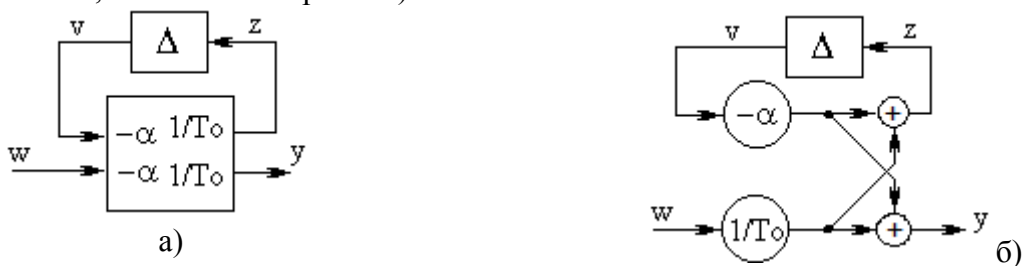 v Δ z
-α 1/To
w -α 1/To y
а)
v Δ z
-α +
w 1/To + y
б)